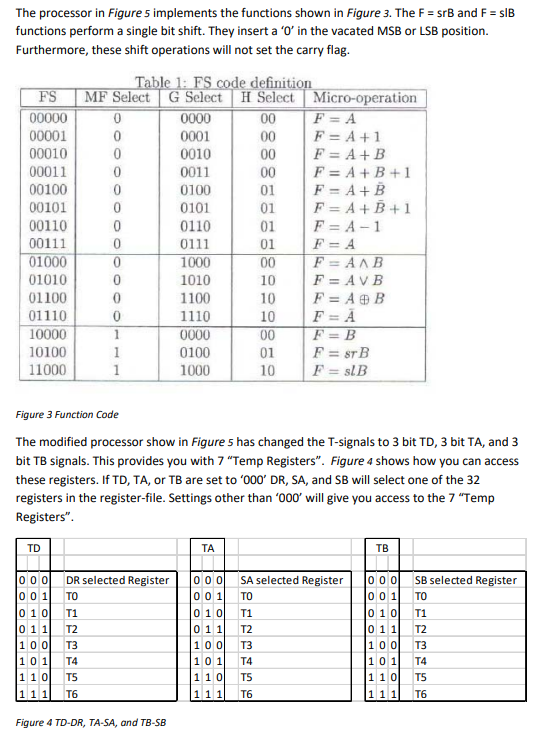 The processor in Figure 5 implements the functions shown in Figure 3. The F = srB and F = slB
functions perform a single bit shift. They insert a ‘0’ in the vacated MSB or LSB position.
Furthermore, these shift operations will not set the carry flag.
Table 1: FS code definition
FS MF Select G Select H Select Micro-operation
00000 0 0000 00 F = A
00001 0 0001 00 F = A + 1
00010 0 0010 00 F = A + B
00011 0 0011 00 F = A + B + 1
00100 0 0100 01 F = A + B̄
00101 0 0101 01 F = A + B̄ + 1
00110 0 0110 01 F = A − 1
00111 0 0111 01 F = A
01000 0 1000 00 F = A ∧ B
01010 0 1010 10 F = A ∨ B
01100 0 1100 10 F = A ⊕ B
01110 0 1110 10 F = Ā
10000 1 0000 00 F = B
10100 1 0100 01 F = srB
11000 1 1000 10 F = slB
Figure 3 Function Code
The modified processor show in Figure 5 has changed the T-signals to 3 bit TD, 3 bit TA, and 3
bit TB signals. This provides you with 7 “Temp Registers”. Figure 4 shows how you can access
these registers. If TD, TA, or TB are set to ‘000’ DR, SA, and SB will select one of the 32
registers in the register-file. Settings other than ‘000’ will give you access to the 7 “Temp
Registers”.
TD TA TB
0 0 0 DR selected Register 0 0 0 SA selected Register 0 0 0 SB selected Register
0 0 1 T0 0 0 1 T0 0 0 1 T0
0 1 0 T1 0 1 0 T1 0 1 0 T1
0 1 1 T2 0 1 1 T2 0 1 1 T2
1 0 0 T3 1 0 0 T3 1 0 0 T3
1 0 1 T4 1 0 1 T4 1 0 1 T4
1 1 0 T5 1 1 0 T5 1 1 0 T5
1 1 1 T6 1 1 1 T6 1 1 1 T6
Figure 4 TD-DR, TA-SA, and TB-SB